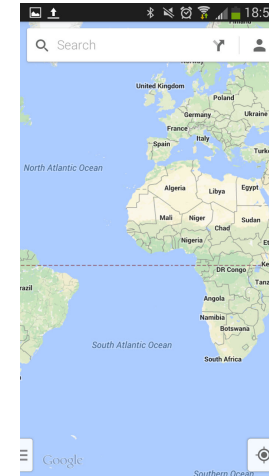 18:5
Search
United Kingdom
Poland
Germany
Ukraine
France
Italy
Spain
Turk
North Atlantic Ocean
Algeria
Libya
Egypt
Mali
Niger
Sudan
Chad
Nigeria
Et
Ke
DR Congo
razil
Tanz
Angola
Namibia
Botswana
South Atlantic Ocean
South Africa
Google
Southern Ocean